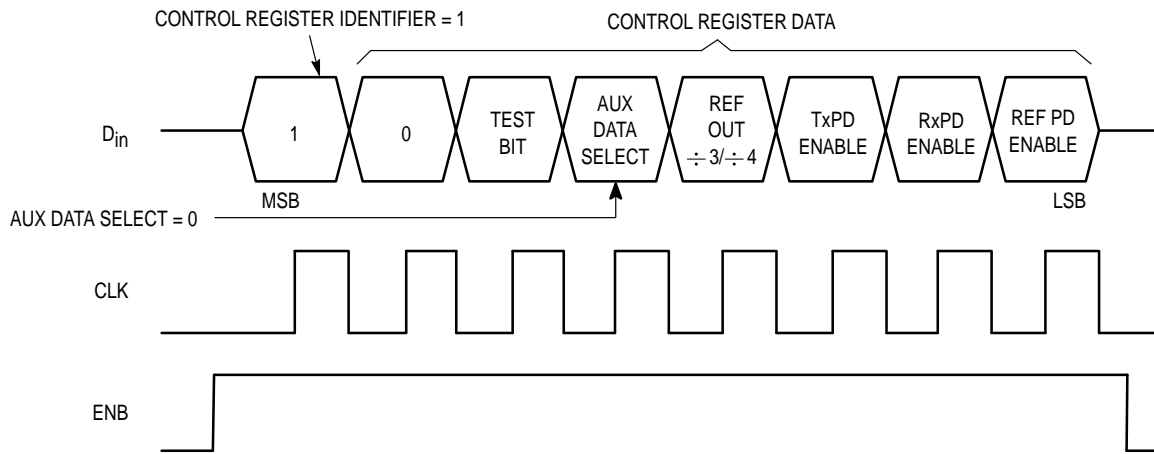 CONTROL REGISTER IDENTIFIER = 1
CONTROL REGISTER DATA
Din
1
0
TEST
BIT
AUX
DATA
SELECT
REF
OUT
÷3/÷4
TxPD
ENABLE
RxPD
ENABLE
REF PD
ENABLE
MSB
LSB
AUX DATA SELECT = 0
CLK
ENB